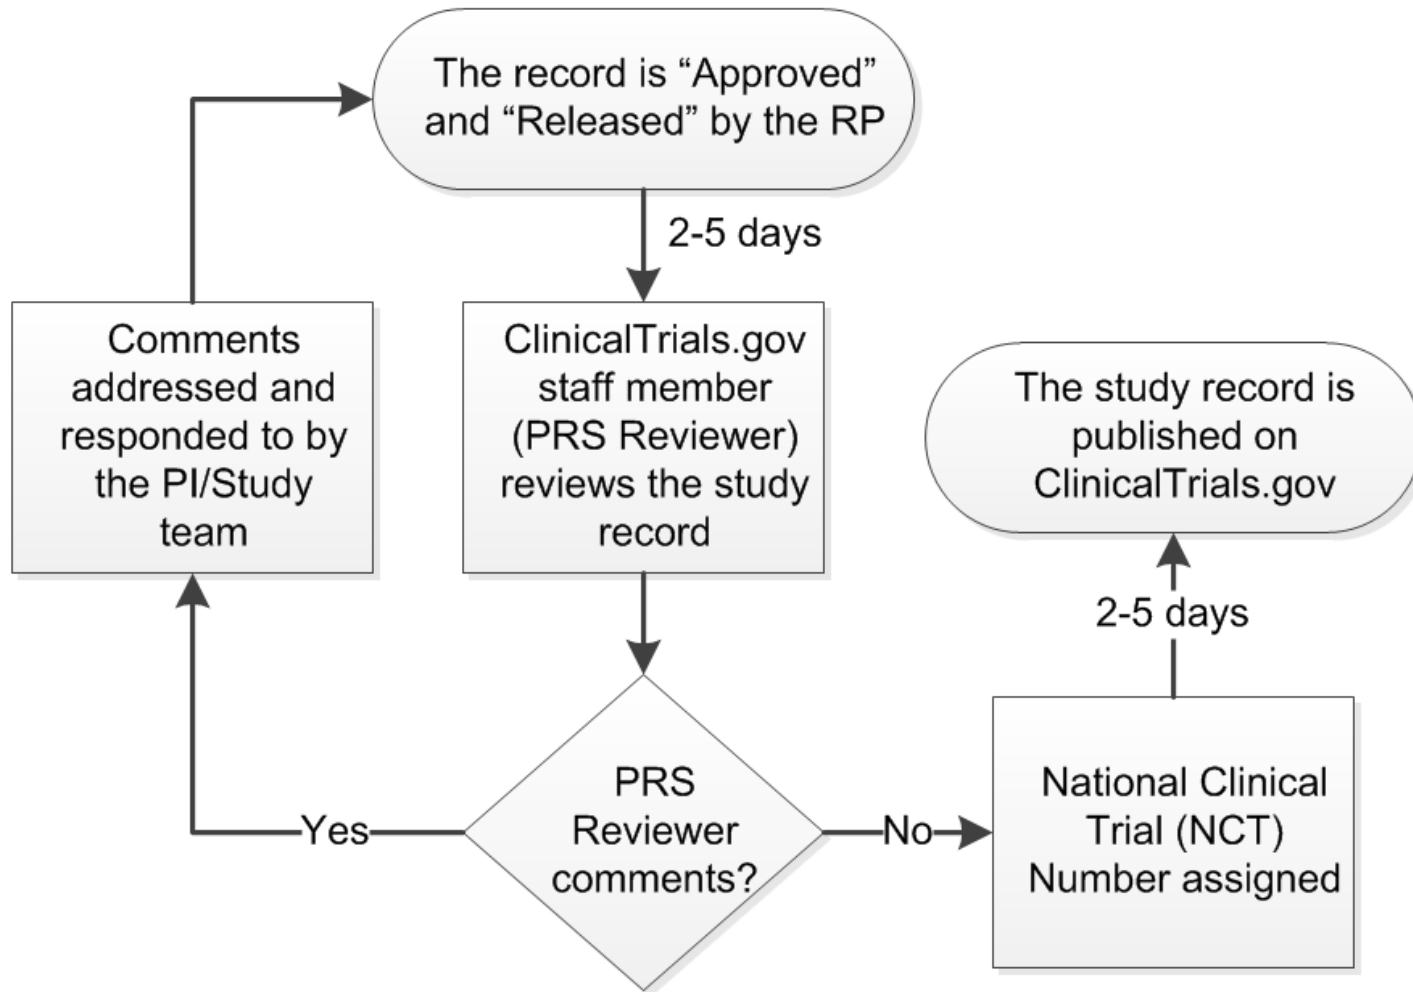 The record is “Approved”
and “Released” by the RP
2-5 days
Comments
addressed and
responded to by
the PI/Study
team
ClinicalTrials.gov
staff member
(PRS Reviewer)
reviews the study
record
The study record is
published on
ClinicalTrials.gov
2-5 days
PRS
Reviewer
comments?
Yes
No
National Clinical
Trial (NCT)
Number assigned